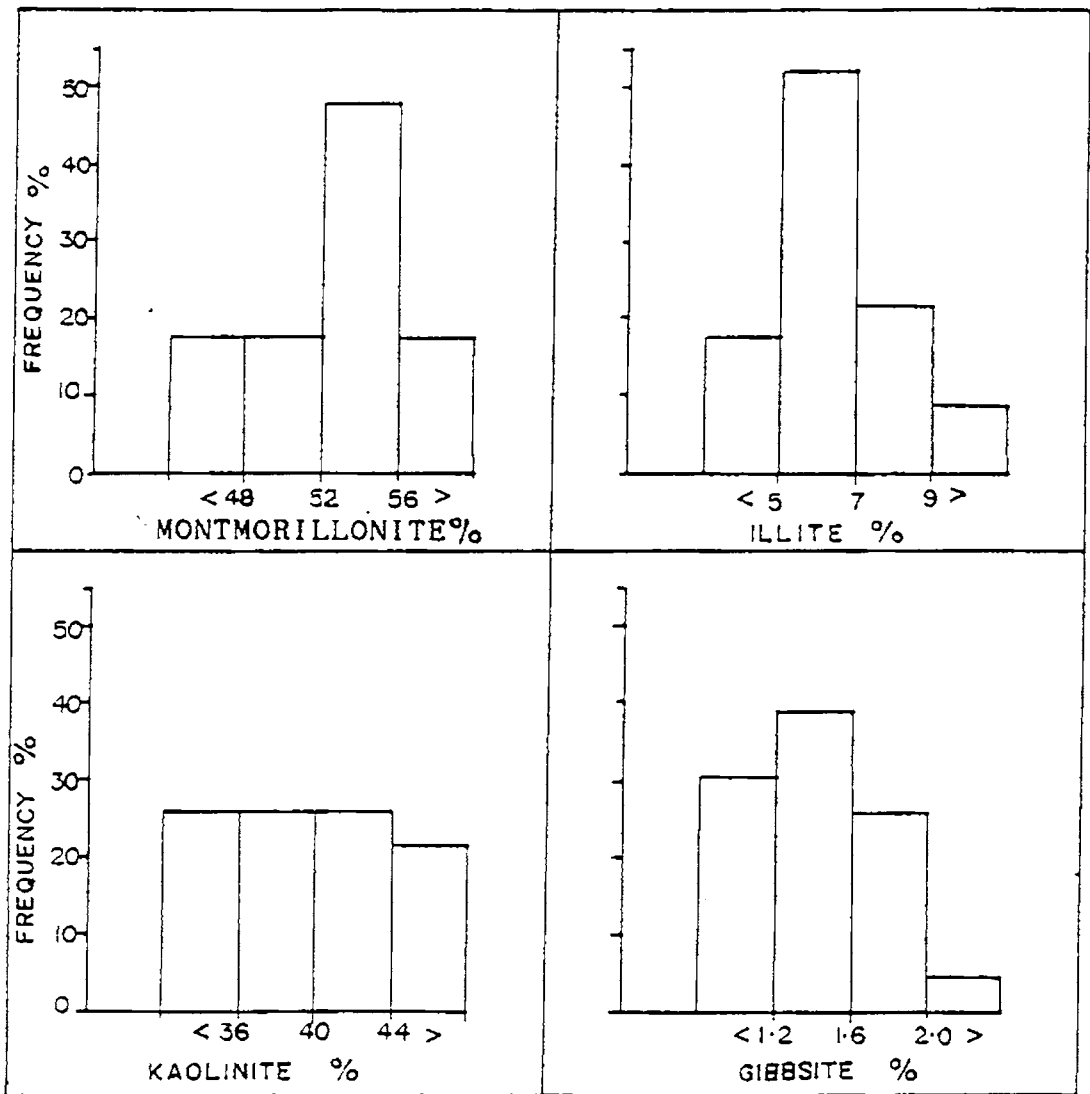 FREQUENCY %
50
40
30
20
10
0
<48 52 56 >
MONTMORILLONITE%
<5 7 9 >
ILLITE %
FREQUENCY %
50
40
30
20
10
0
<36 40 44 >
KAOLINITE %
<1.2 1.6 2.0 >
GIBBSITE %